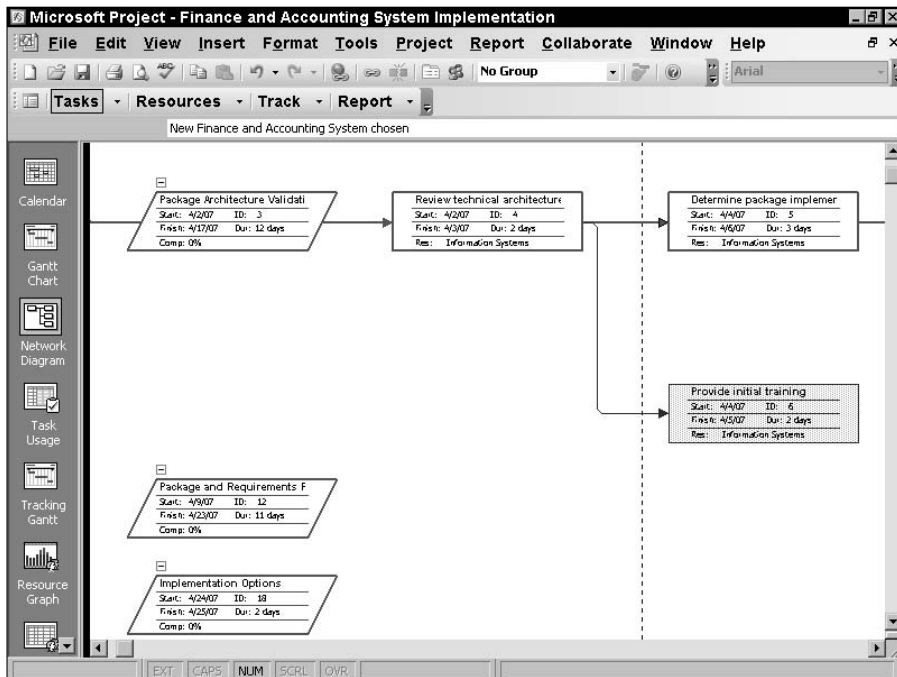 Microsoft Project - Finance and Accounting System Implementation
File Edit View Insert Format Tools Project Report Collaborate Window Help
No Group
Arial
Tasks Resources Track Report
New Finance and Accounting System chosen
Calendar
Gantt
Chart
Network
Diagram
Task
Usage
Tracking
Gantt
Resource
Graph
Package Architecture Validati
Start: 4/2/07 ID: 3
Finish: 4/17/07 Dur: 12 days
Comp: 0%
Review technical architecture
Start: 4/2/07 ID: 4
Finish: 4/3/07 Dur: 2 days
Res: Information Systems
Determine package implemer
Start: 4/4/07 ID: 5
Finish: 4/6/07 Dur: 3 days
Res: Information Systems
Provide initial training
Start: 4/4/07 ID: 6
Finish: 4/5/07 Dur: 2 days
Res: Information Systems
Package and Requirements F
Start: 4/9/07 ID: 12
Finish: 4/23/07 Dur: 11 days
Comp: 0%
Implementation Options
Start: 4/24/07 ID: 18
Finish: 4/25/07 Dur: 2 days
Comp: 0%
EXT CAPS NUM SCRL OVR